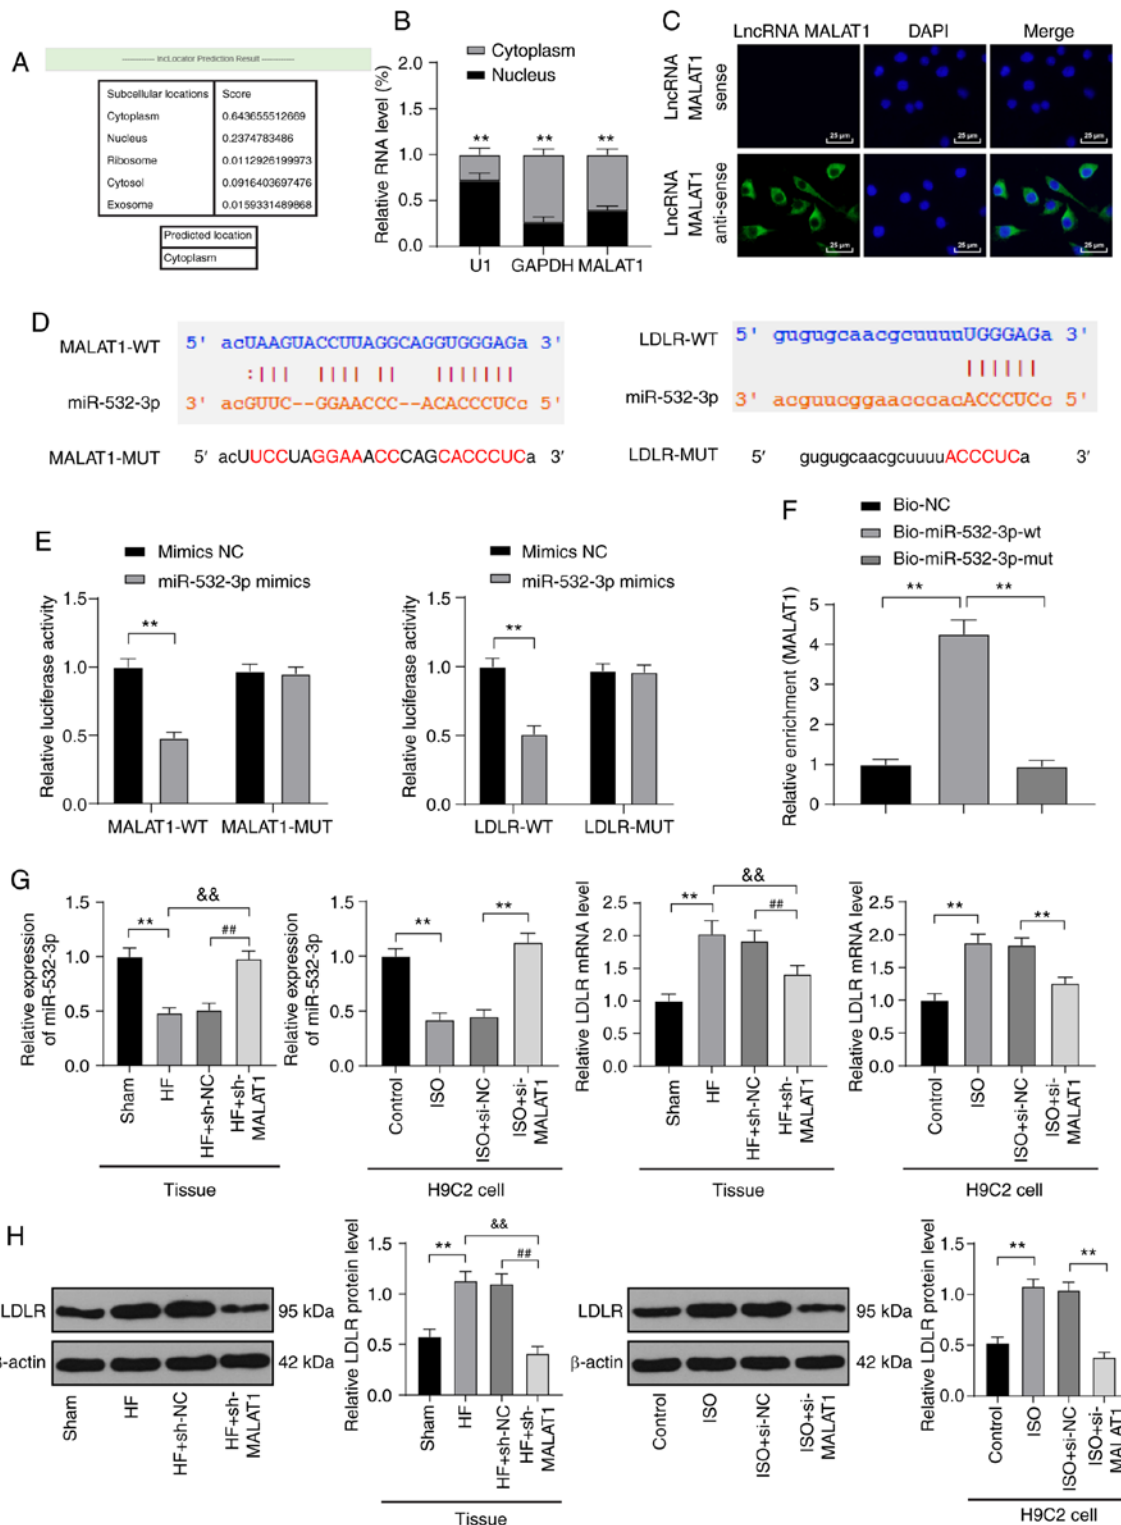 A
------------ lncLocator Prediction Result ------------
Subcellular locations Score
Cytoplasm 0.643655512669
Nucleus 0.2374783486
Ribosome 0.0112926199973
Cytosol 0.0916403697476
Exosome 0.0159331489868
Predicted location
Cytoplasm
B
Cytoplasm
Nucleus
Relative RNA level (%)
2.0
1.5
1.0
0.5
0.0
** ** **
U1 GAPDH MALAT1
C
LncRNA MALAT1 DAPI Merge
LncRNA
MALAT1
sense
25 µm 25 µm 25 µm
LncRNA
MALAT1
anti-sense
25 µm 25 µm 25 µm
D
MALAT1-WT 5' acUAAGUACCUUAGGCAGGUGGGAGa 3'
:||| |||| || |||||||
miR-532-3p 3' acGUUC--GGAACCC--ACACCCUCc 5'
MALAT1-MUT 5' acUUCCUAGGAAACCCAGCACCCUCa 3'
LDLR-WT 5' gugugcaacgcuuuuUGGGAGa 3'
||||||
miR-532-3p 3' acguucggaacccacACCCUCc 5'
LDLR-MUT 5' gugugcaacgcuuuuACCCUCa 3'
E
Mimics NC
miR-532-3p mimics
Relative luciferase activity
1.5
1.0
0.5
0.0
**
MALAT1-WT MALAT1-MUT
Mimics NC
miR-532-3p mimics
Relative luciferase activity
1.5
1.0
0.5
0.0
**
LDLR-WT LDLR-MUT
F
Bio-NC
Bio-miR-532-3p-wt
Bio-miR-532-3p-mut
Relative enrichment (MALAT1)
5
4
3
2
1
0
** **
G
Relative expression
of miR-532-3p
1.5
1.0
0.5
0.0
&&
** ##
Sham
HF
HF+sh-NC
HF+sh-
MALAT1
Tissue
Relative expression
of miR-532-3p
1.5
1.0
0.5
0.0
** **
Control
ISO
ISO+si-NC
ISO+si-
MALAT1
H9C2 cell
Relative LDLR mRNA level
2.5
2.0
1.5
1.0
0.5
0.0
&&
** ##
Sham
HF
HF+sh-NC
HF+sh-
MALAT1
Tissue
Relative LDLR mRNA level
2.5
2.0
1.5
1.0
0.5
0.0
** **
Control
ISO
ISO+si-NC
ISO+si-
MALAT1
H9C2 cell
H
LDLR 95 kDa
β-actin 42 kDa
Sham
HF
HF+sh-NC
HF+sh-
MALAT1
Relative LDLR protein level
1.5
1.0
0.5
0.0
&&
** ##
Sham
HF
HF+sh-NC
HF+sh-
MALAT1
Tissue
LDLR 95 kDa
β-actin 42 kDa
Control
ISO
ISO+si-NC
ISO+si-
MALAT1
Relative LDLR protein level
1.5
1.0
0.5
0.0
** **
Control
ISO
ISO+si-NC
ISO+si-
MALAT1
H9C2 cell